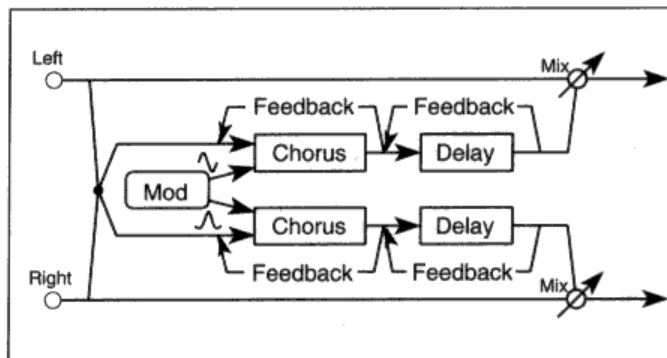 Left
Mix
Feedback Feedback
Chorus Delay
Mod
Chorus Delay
Feedback Feedback
Right
Mix